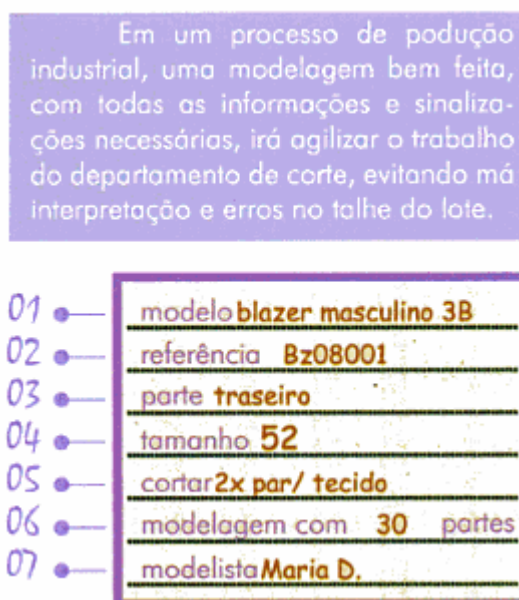 Em um processo de podução
industrial, uma modelagem bem feita,
com todas as informações e sinaliza-
ções necessárias, irá agilizar o trabalho
do departamento de corte, evitando má
interpretação e erros no talhe do lote.
01 modelo blazer masculino 3B
02 referência Bz08001
03 parte traseiro
04 tamanho 52
05 cortar 2x par/ tecido
06 modelagem com 30 partes
07 modelista Maria D.